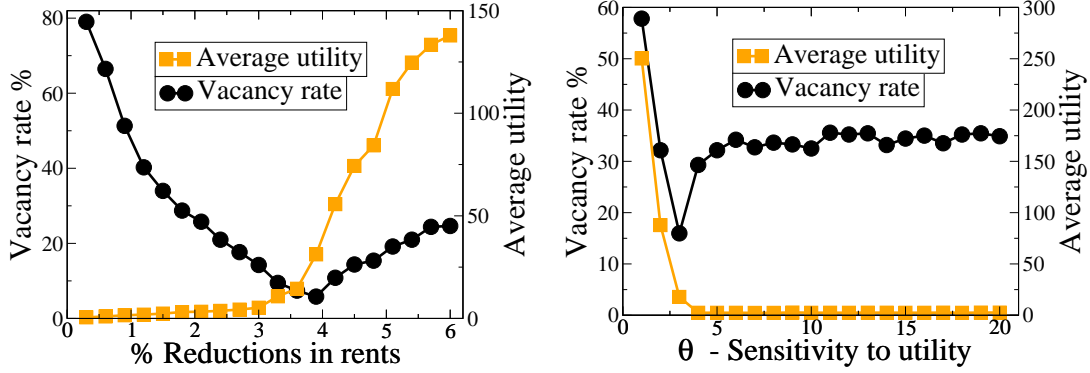 80
60
40
20
0
Vacancy rate %
Average utility
Vacancy rate
150
100
50
0
Average utility
0 1 2 3 4 5 6
% Reductions in rents
60
50
40
30
20
10
0
Vacancy rate %
Average utility
Vacancy rate
300
250
200
150
100
50
0
Average utility
0 5 10 15 20
θ - Sensitivity to utility